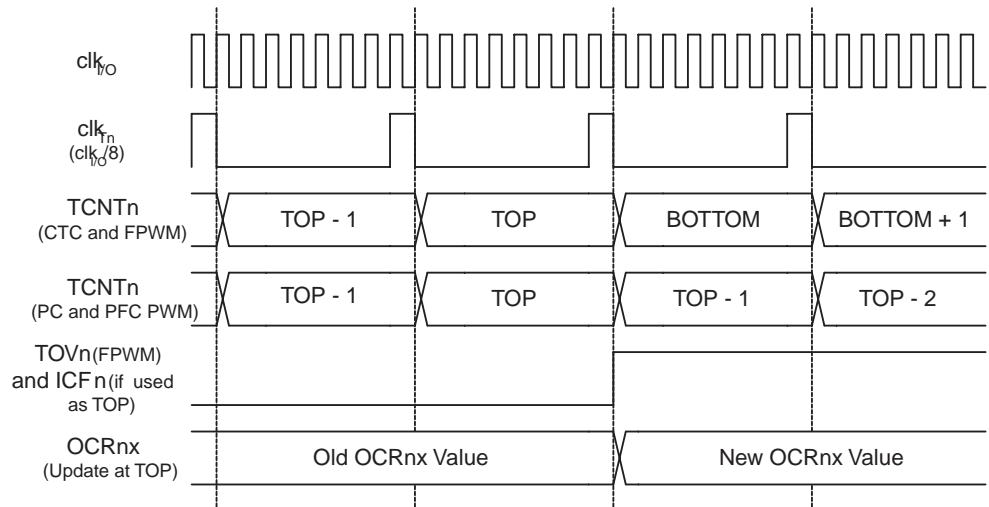 clkI/O
clkTn
(clkI/O/8)
TCNTn
(CTC and FPWM)
TOP - 1
TOP
BOTTOM
BOTTOM + 1
TCNTn
(PC and PFC PWM)
TOP - 1
TOP
TOP - 1
TOP - 2
TOVn(FPWM)
and ICFn(if used
as TOP)
OCRnx
(Update at TOP)
Old OCRnx Value
New OCRnx Value